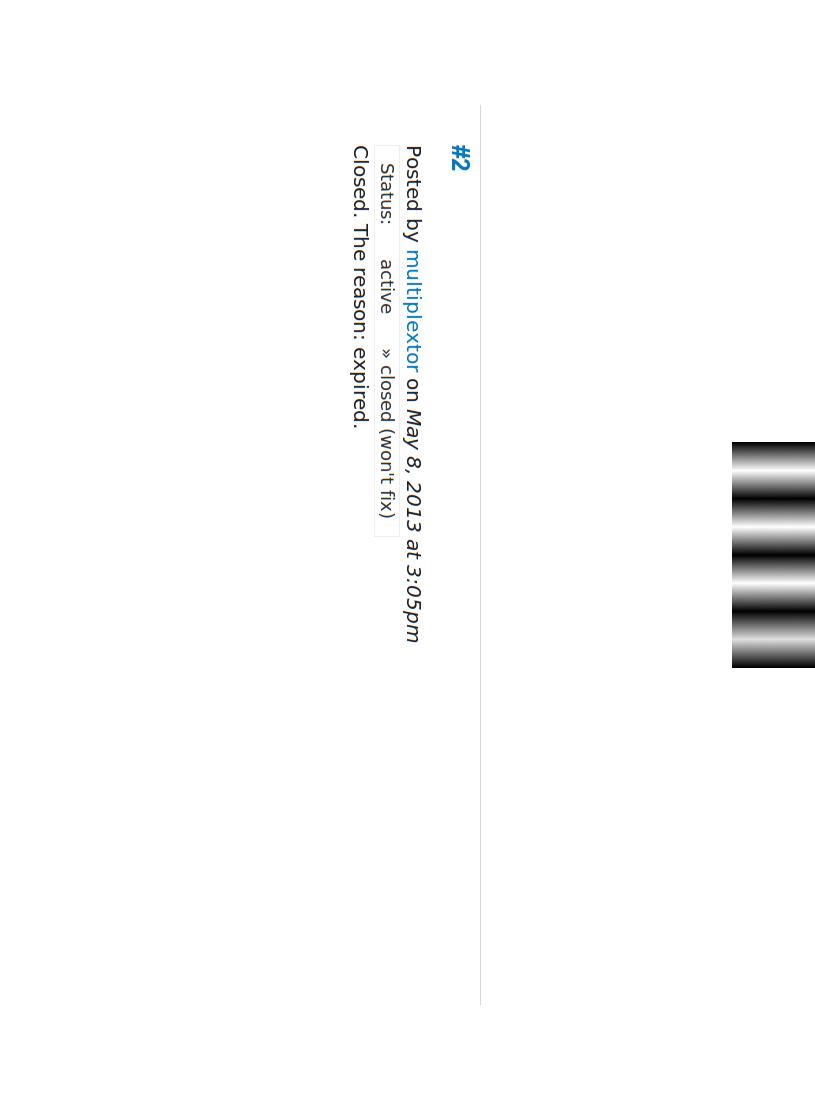 #2
Posted by multiplextor on May 8, 2013 at 3:05pm
Status: active » closed (won't fix)
Closed. The reason: expired.